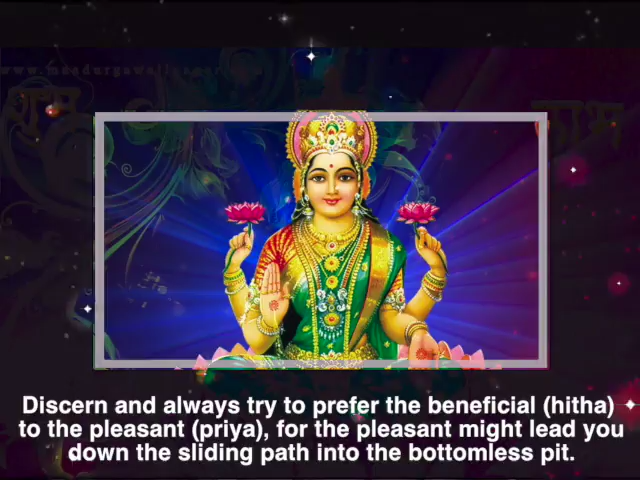 शुभ
लाभ
Discern and always try to prefer the beneficial (hitha)
to the pleasant (priya), for the pleasant might lead you
down the sliding path into the bottomless pit.